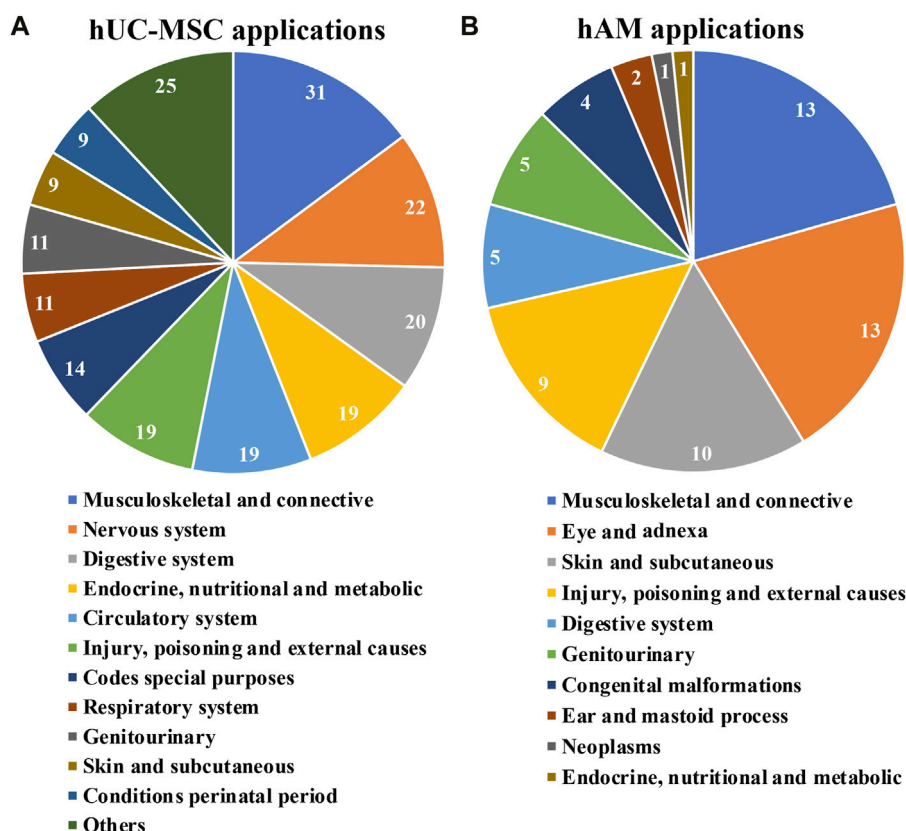 A
hUC-MSC applications
31
22
20
19
19
19
14
11
11
9
9
25
Musculoskeletal and connective
Nervous system
Digestive system
Endocrine, nutritional and metabolic
Circulatory system
Injury, poisoning and external causes
Codes special purposes
Respiratory system
Genitourinary
Skin and subcutaneous
Conditions perinatal period
Others
B
hAM applications
13
13
10
9
5
5
4
2
1
1
Musculoskeletal and connective
Eye and adnexa
Skin and subcutaneous
Injury, poisoning and external causes
Digestive system
Genitourinary
Congenital malformations
Ear and mastoid process
Neoplasms
Endocrine, nutritional and metabolic